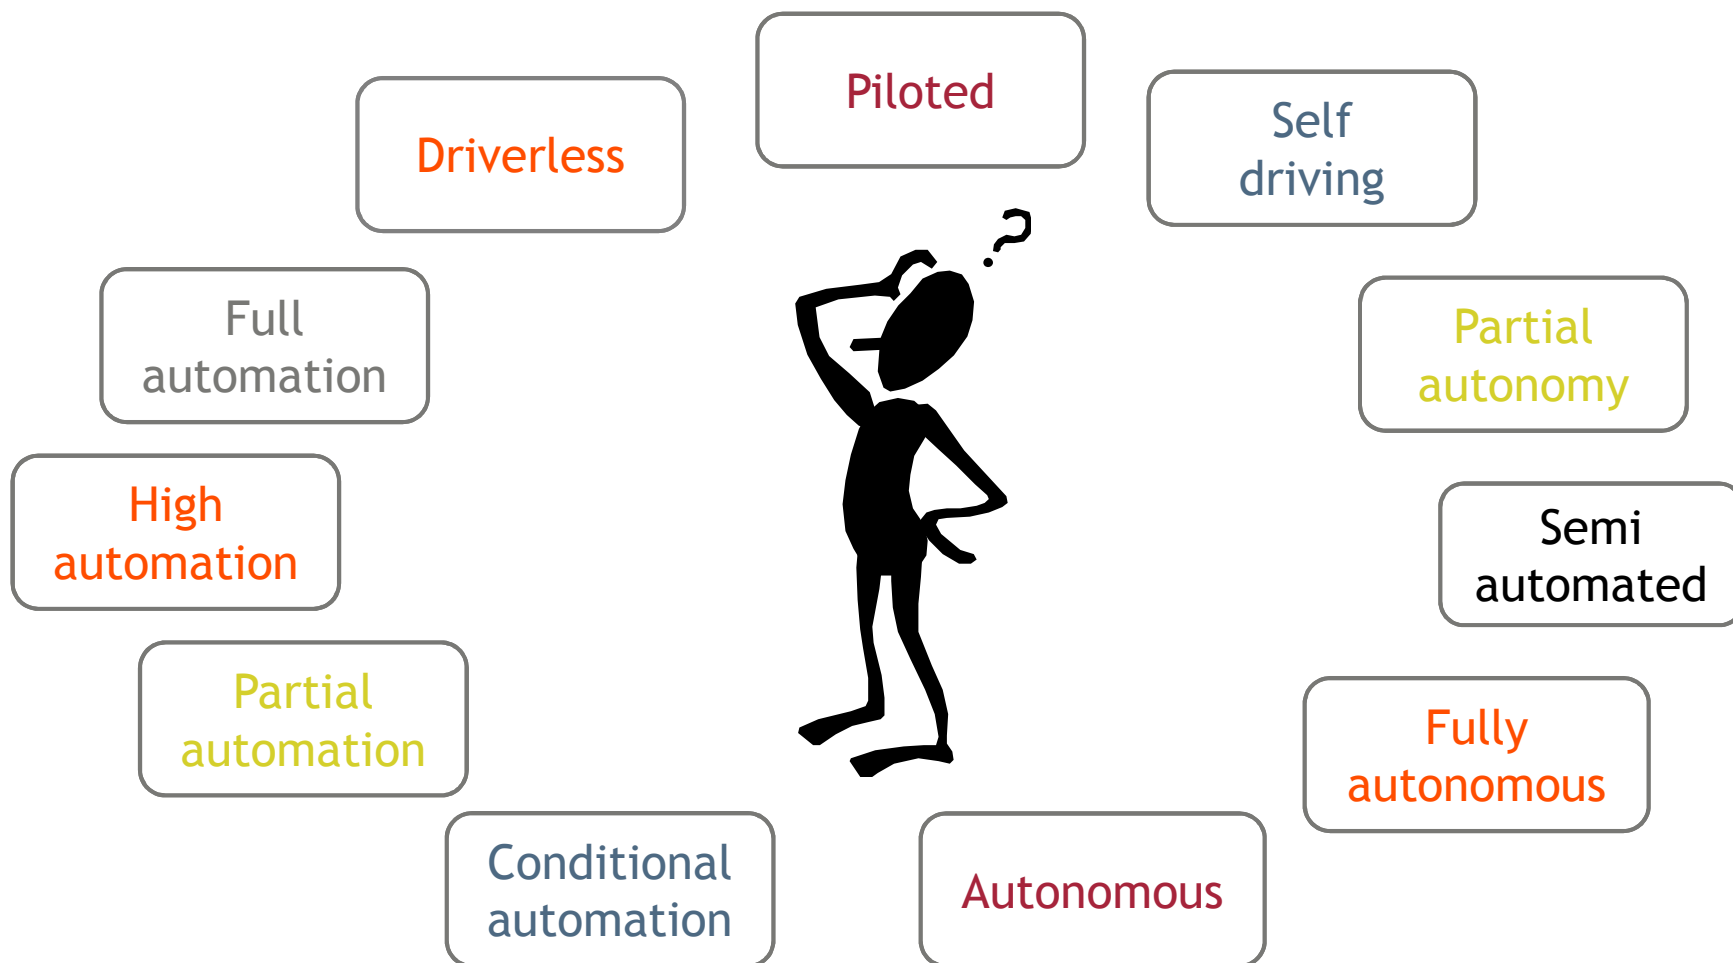 Piloted
Self
driving
Driverless
Full
automation
Partial
autonomy
High
automation
Semi
automated
Partial
automation
Fully
autonomous
Conditional
automation
Autonomous
?